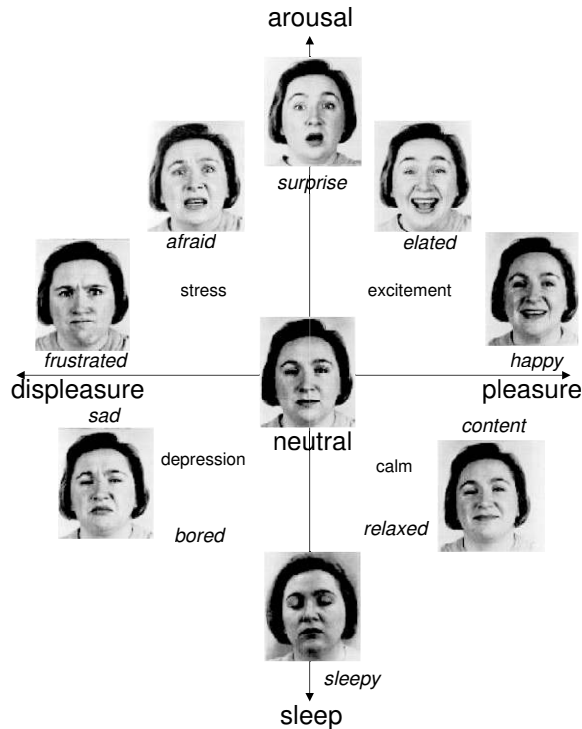 arousal
surprise
afraid
elated
stress
excitement
frustrated
happy
displeasure
pleasure
sad
content
neutral
depression
calm
bored
relaxed
sleepy
sleep